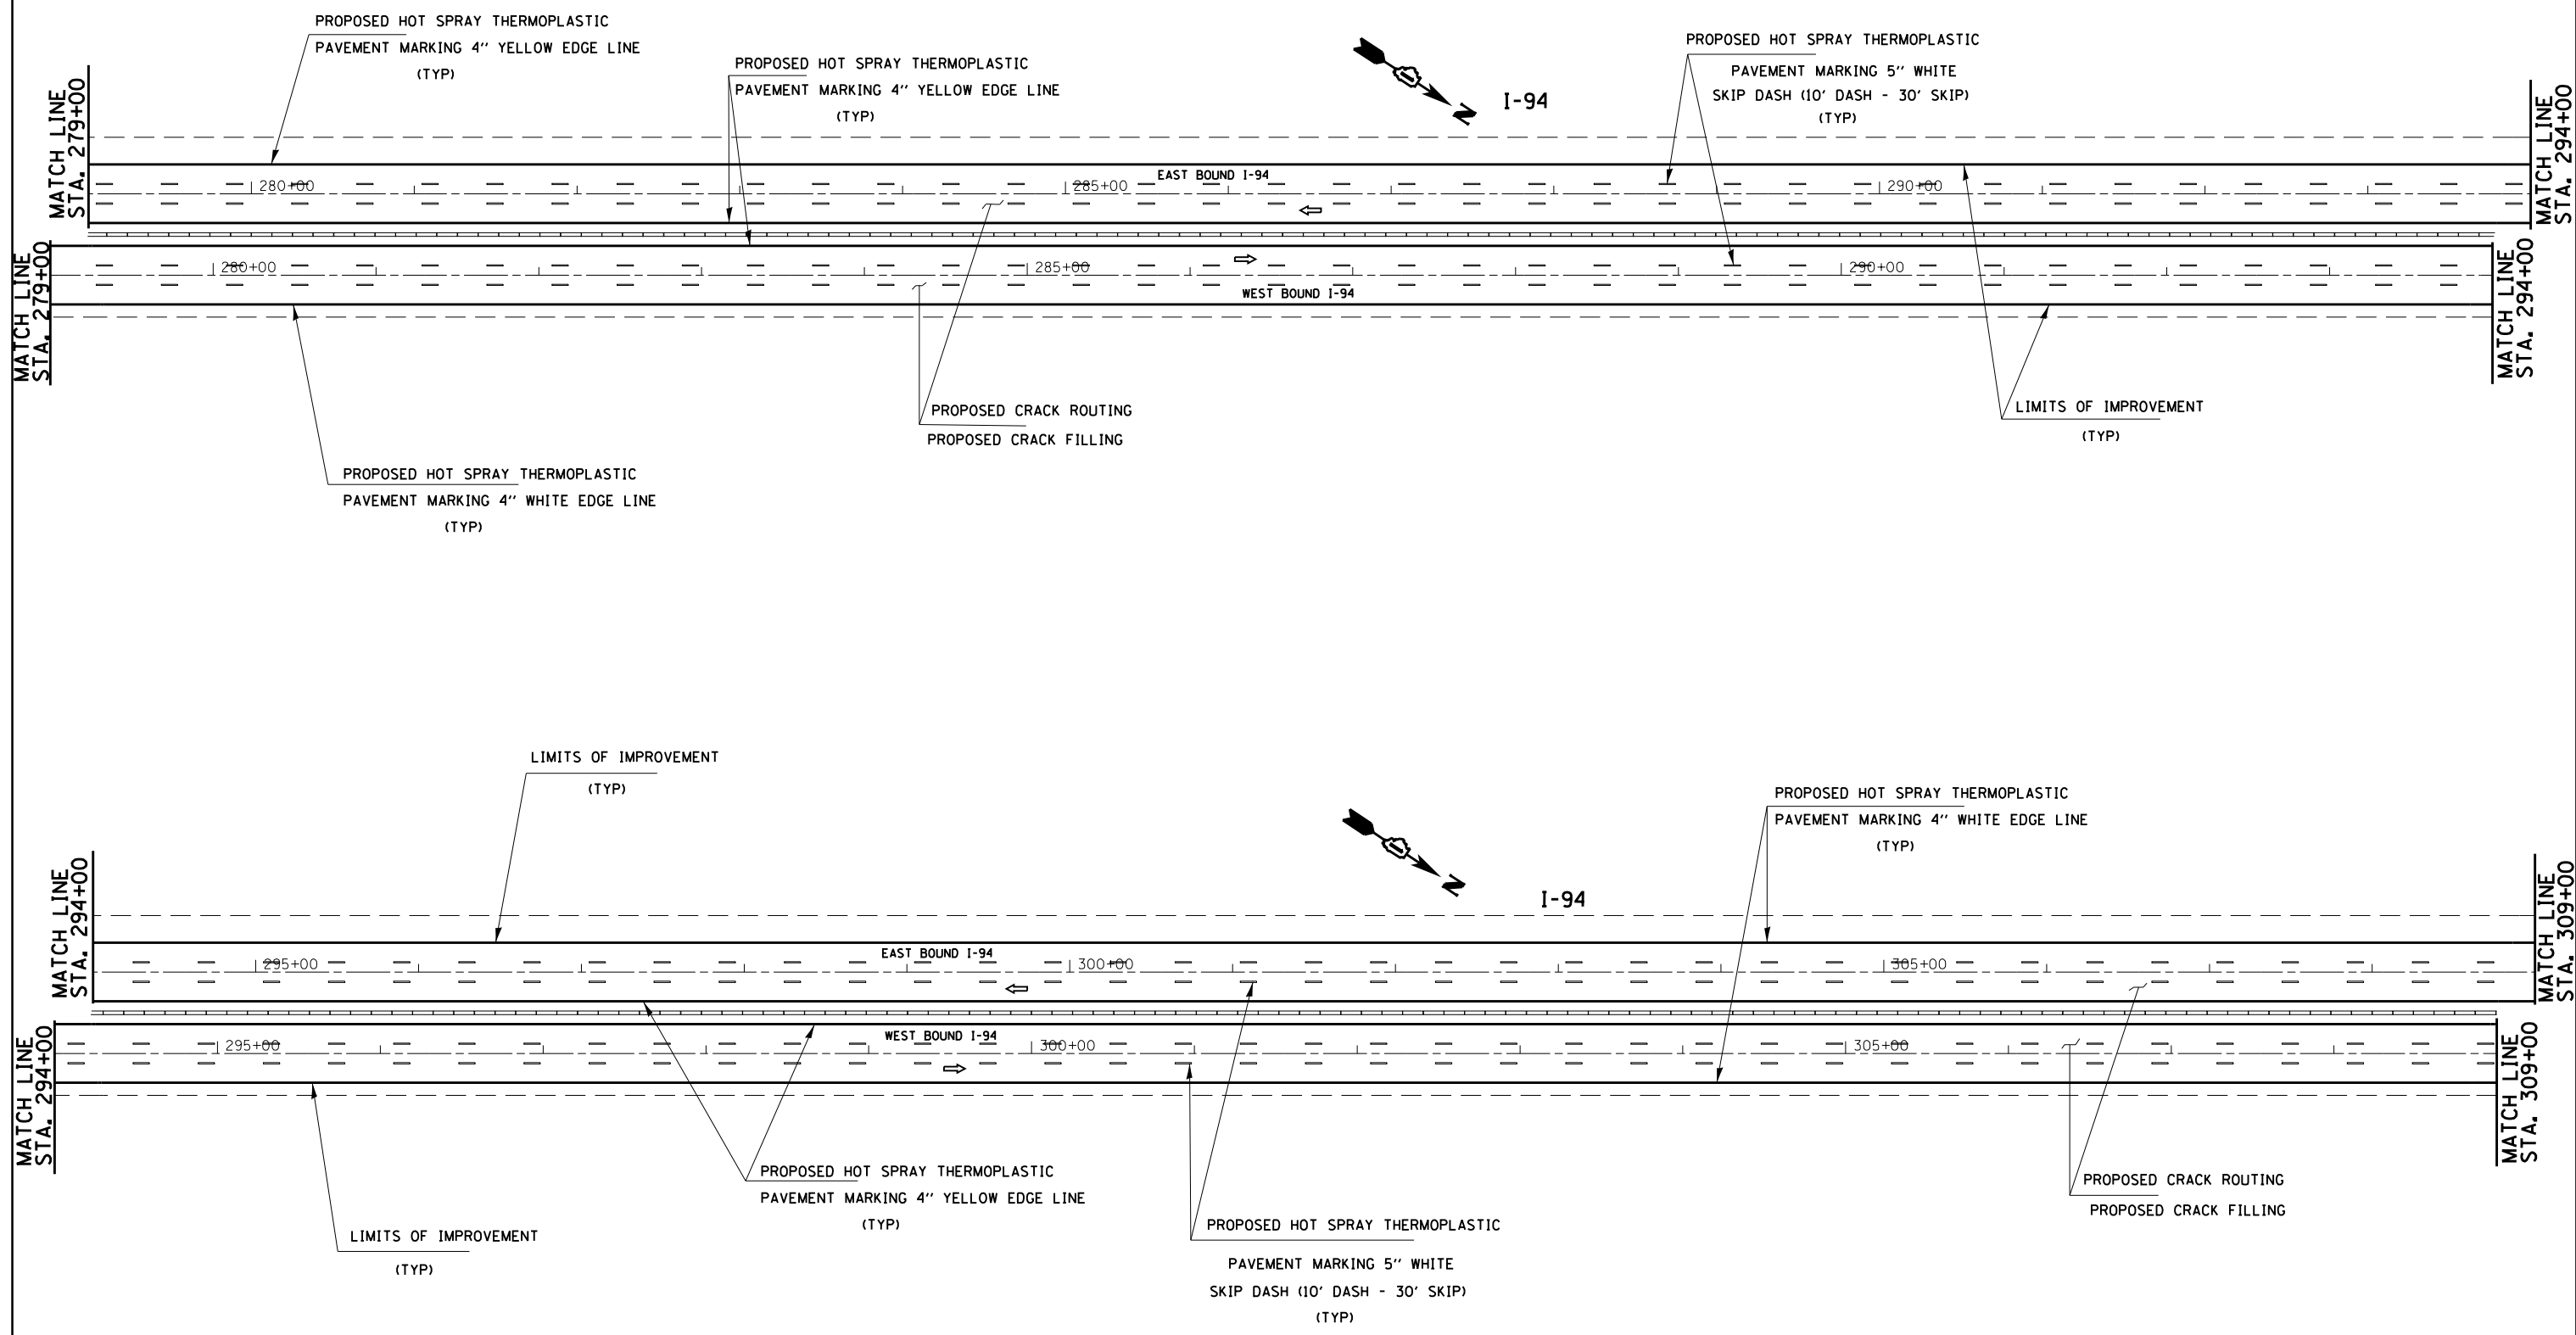 PROPOSED HOT SPRAY THERMOPLASTIC
PAVEMENT MARKING 4'' YELLOW EDGE LINE
(TYP)
PROPOSED HOT SPRAY THERMOPLASTIC
PAVEMENT MARKING 4'' YELLOW EDGE LINE
(TYP)
N
I-94
PROPOSED HOT SPRAY THERMOPLASTIC
PAVEMENT MARKING 5'' WHITE
SKIP DASH (10' DASH - 30' SKIP)
(TYP)
MATCH LINE
STA. 279+00
MATCH LINE
STA. 294+00
EAST BOUND I-94
280+00
285+00
290+00
MATCH LINE
STA. 279+00
280+00
285+00
290+00
WEST BOUND I-94
MATCH LINE
STA. 294+00
PROPOSED CRACK ROUTING
PROPOSED CRACK FILLING
LIMITS OF IMPROVEMENT
(TYP)
PROPOSED HOT SPRAY THERMOPLASTIC
PAVEMENT MARKING 4'' WHITE EDGE LINE
(TYP)
LIMITS OF IMPROVEMENT
(TYP)
PROPOSED HOT SPRAY THERMOPLASTIC
PAVEMENT MARKING 4'' WHITE EDGE LINE
(TYP)
N
I-94
MATCH LINE
STA. 294+00
MATCH LINE
STA. 309+00
EAST BOUND I-94
295+00
300+00
305+00
MATCH LINE
STA. 294+00
WEST BOUND I-94
295+00
300+00
305+00
MATCH LINE
STA. 309+00
PROPOSED HOT SPRAY THERMOPLASTIC
PAVEMENT MARKING 4'' YELLOW EDGE LINE
(TYP)
PROPOSED CRACK ROUTING
PROPOSED CRACK FILLING
LIMITS OF IMPROVEMENT
(TYP)
PROPOSED HOT SPRAY THERMOPLASTIC
PAVEMENT MARKING 5'' WHITE
SKIP DASH (10' DASH - 30' SKIP)
(TYP)